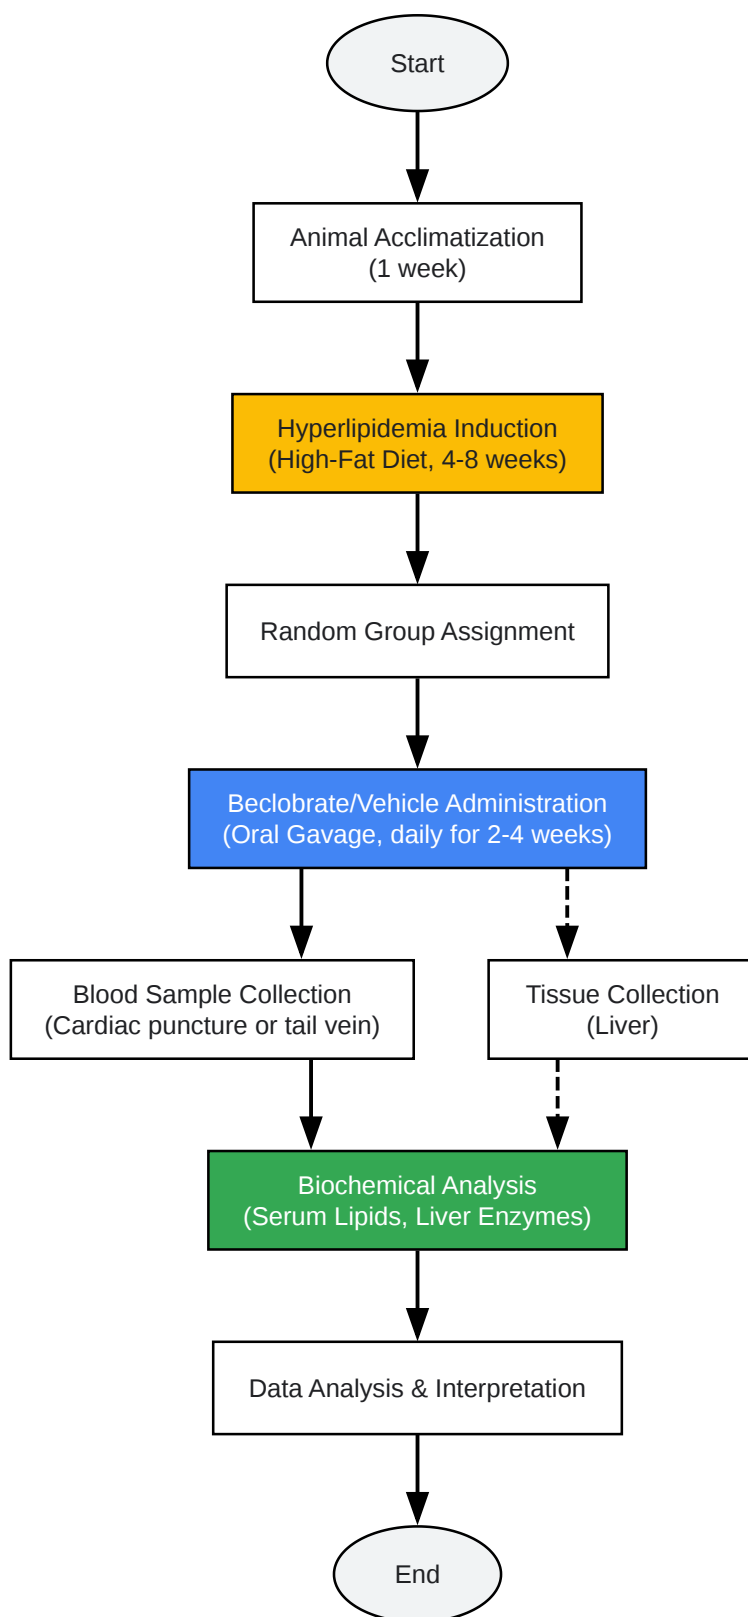 Start
Animal Acclimatization
(1 week)
Hyperlipidemia Induction
(High-Fat Diet, 4-8 weeks)
Random Group Assignment
Beclobrate/Vehicle Administration
(Oral Gavage, daily for 2-4 weeks)
Blood Sample Collection
(Cardiac puncture or tail vein)
Tissue Collection
(Liver)
Biochemical Analysis
(Serum Lipids, Liver Enzymes)
Data Analysis & Interpretation
End